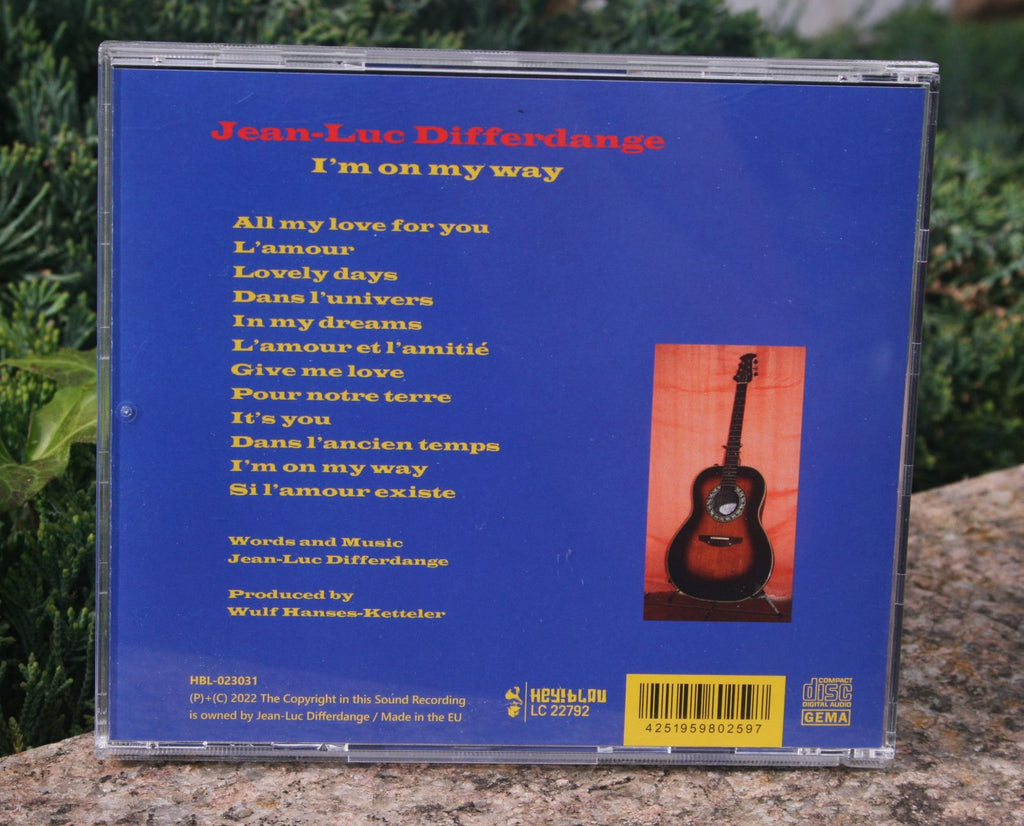 Jean-Luc Differdange
I'm on my way
All my love for you
L'amour
Lovely days
Dans l'univers
In my dreams
L'amour et l'amitié
Give me love
Pour notre terre
It's you
Dans l'ancien temps
I'm on my way
Si l'amour existe
Words and Music
Jean-Luc Differdange
Produced by
Wulf Hanses-Ketteler
HBL-023031
(P)+(C) 2022 The Copyright in this Sound Recording
is owned by Jean-Luc Differdange / Made in the EU
HEY!BLAU
LC 22792
4251959802597
COMPACT
disc
DIGITAL AUDIO
GEMA